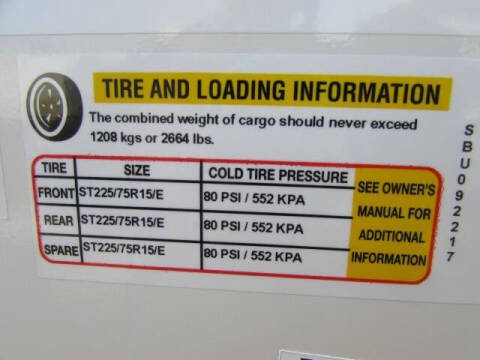 TIRE AND LOADING INFORMATION
The combined weight of cargo should never exceed
1208 kgs or 2664 lbs.
TIRE SIZE COLD TIRE PRESSURE
FRONT ST225/75R15/E 80 PSI / 552 KPA
REAR ST225/75R15/E 80 PSI / 552 KPA
SPARE ST225/75R15/E 80 PSI / 552 KPA
SEE OWNER'S
MANUAL FOR
ADDITIONAL
INFORMATION
SBU092217